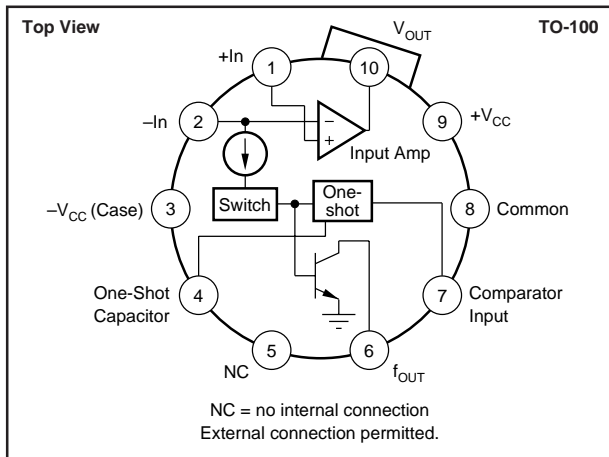 Top View
TO-100
V_OUT
+In
1
10
–In
2
9
+V_CC
–
+
Input Amp
–V_CC (Case)
3
Switch
One-
shot
8
Common
One-Shot
Capacitor
4
7
Comparator
Input
5
NC
6
f_OUT
NC = no internal connection
External connection permitted.